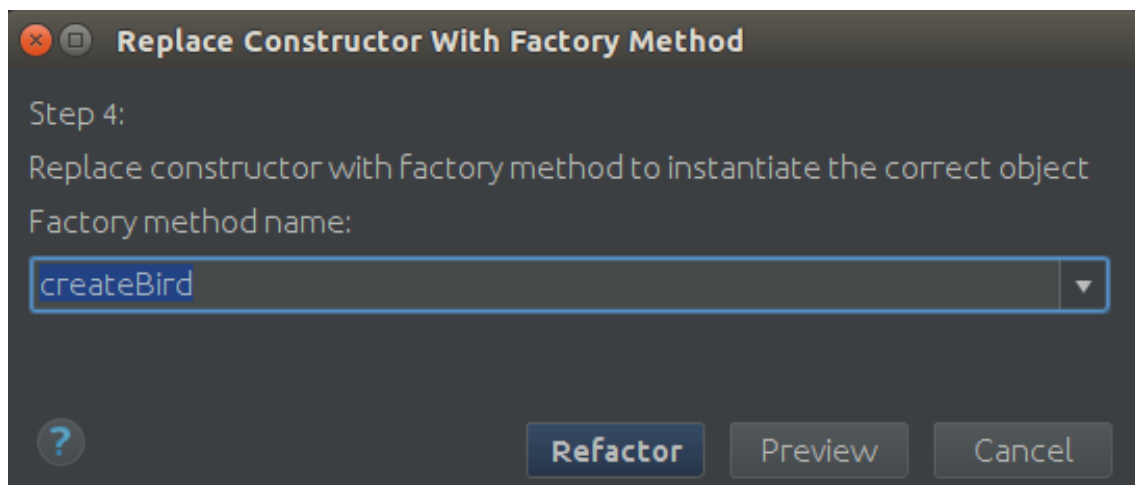 Replace Constructor With Factory Method
Step 4:
Replace constructor with factory method to instantiate the correct object
Factory method name:
createBird
? Refactor Preview Cancel